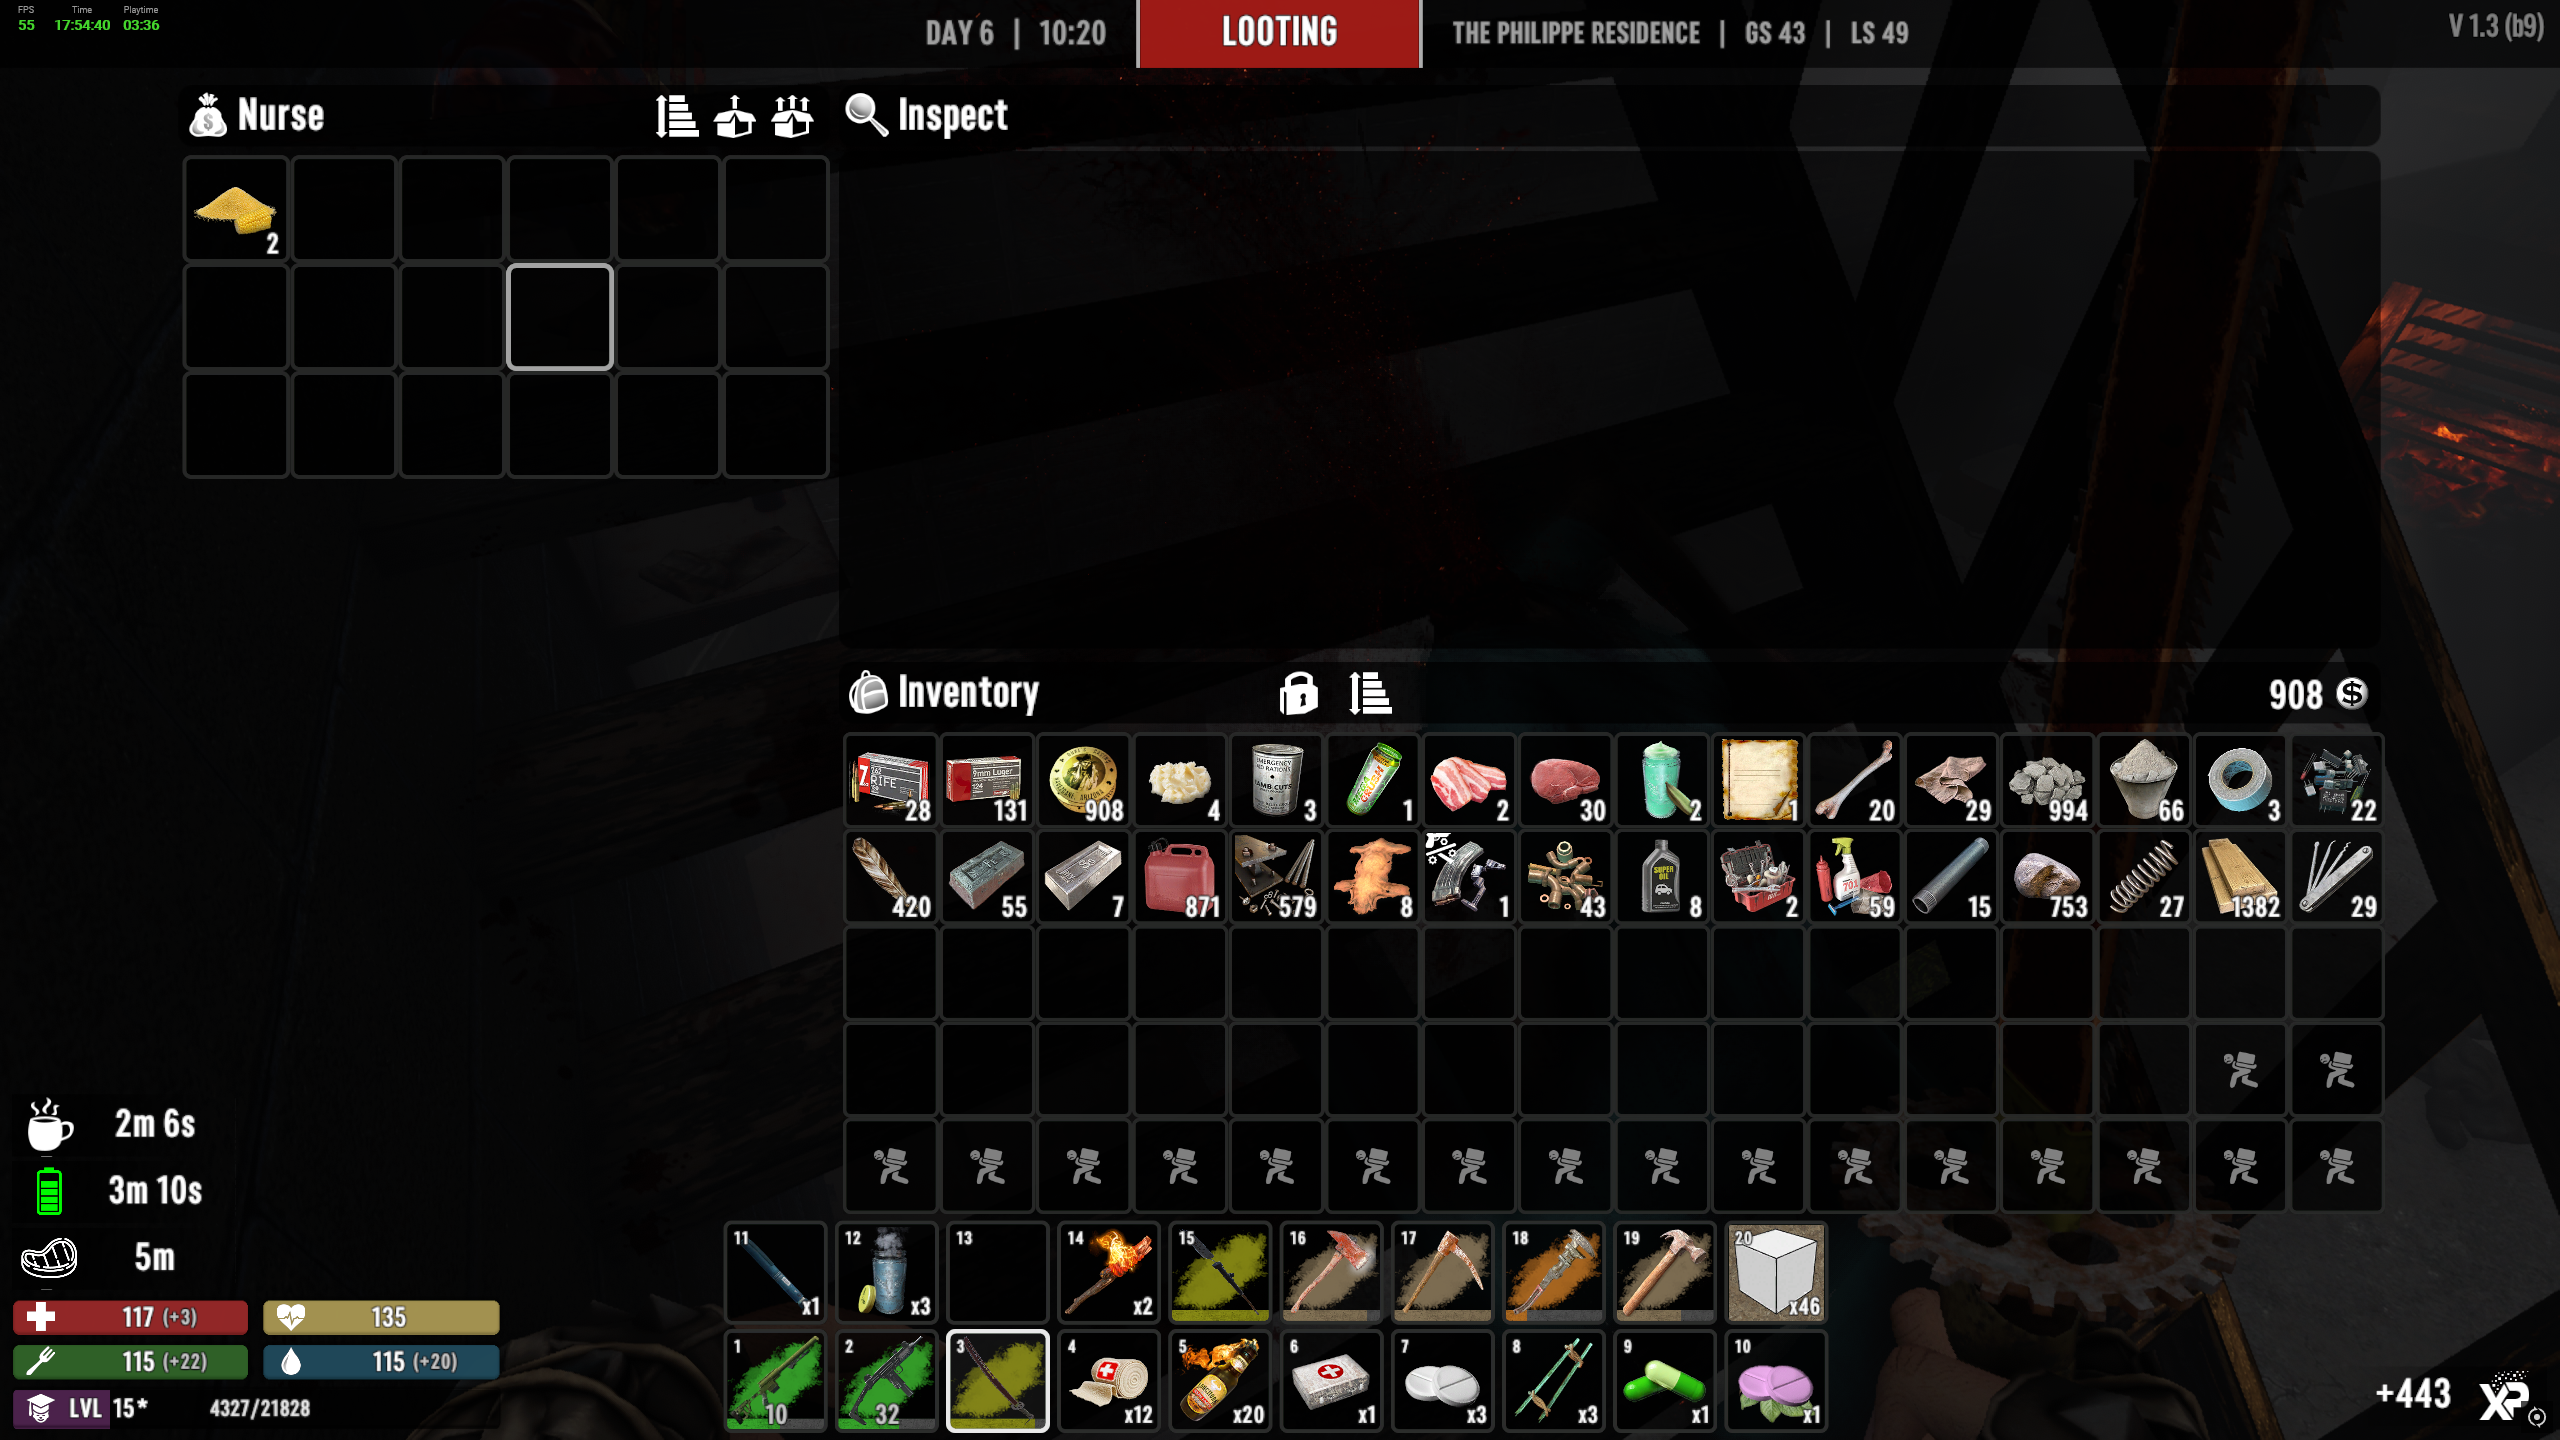 FPS Time Playtime
55 17:54:40 03:36
DAY 6 | 10:20
LOOTING
THE PHILIPPE RESIDENCE | GS 43 | LS 49
V 1.3 (b9)
Nurse
Inspect
2
Inventory
908
28 131 908 4 3 1 2 30 2 1 20 29 994 66 3 22
420 55 7 871 579 8 1 43 8 2 59 15 753 27 1382 29
2m 6s
3m 10s
5m
117 (+3) 135
115 (+22) 115 (+20)
LVL 15* 4327/21828
11 x1 12 x3 13 14 x2 15 16 17 18 19 20 x46
1 10 2 32 3 4 x12 5 x20 6 x1 7 x3 8 x3 9 x1 10 x1
+443 XP